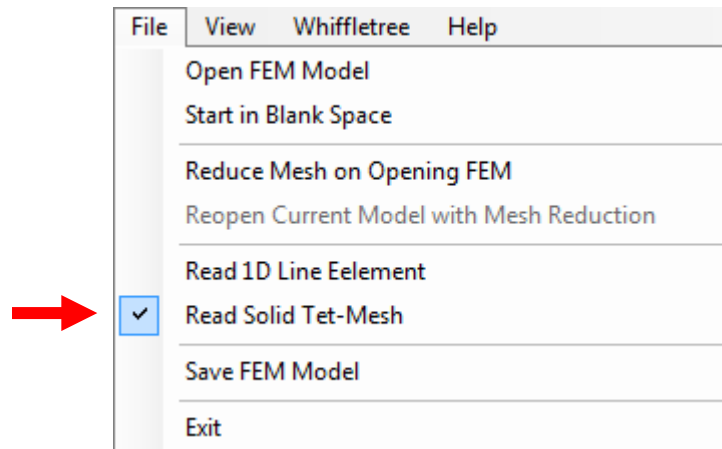 File View Whiffletree Help
Open FEM Model
Start in Blank Space
Reduce Mesh on Opening FEM
Reopen Current Model with Mesh Reduction
Read 1D Line Eelement
Read Solid Tet-Mesh
Save FEM Model
Exit